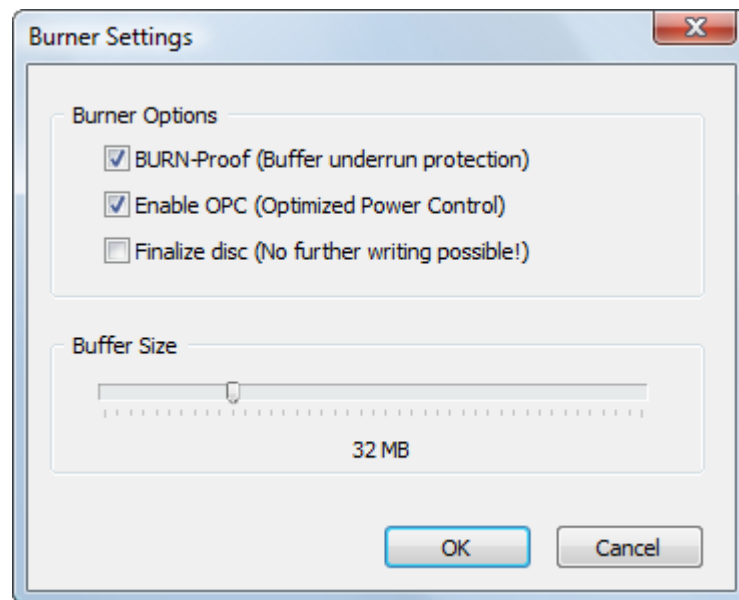 Burner Settings
Burner Options
BURN-Proof (Buffer underrun protection)
Enable OPC (Optimized Power Control)
Finalize disc (No further writing possible!)
Buffer Size
32 MB
OK
Cancel